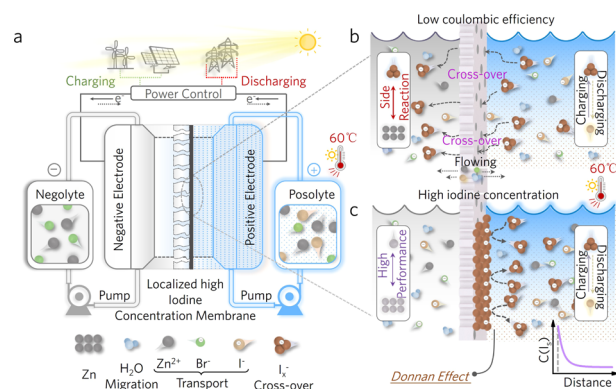 a
Charging
Discharging
Power Control
e⁻
e⁻
60℃
Negolyte
Negative Electrode
Positive Electrode
Posolyte
Pump
Pump
Localized high
Iodine
Concentration Membrane
Zn
H₂O
Migration
Zn²⁺
Br⁻
I⁻
Transport
Iₓ⁻
Cross-over
b
Low coulombic efficiency
Side
Reaction
Cross-over
Cross-over
Charging
Discharging
Flowing
60℃
High iodine concentration
c
High
Performance
Charging
Discharging
Donnan Effect
Distance